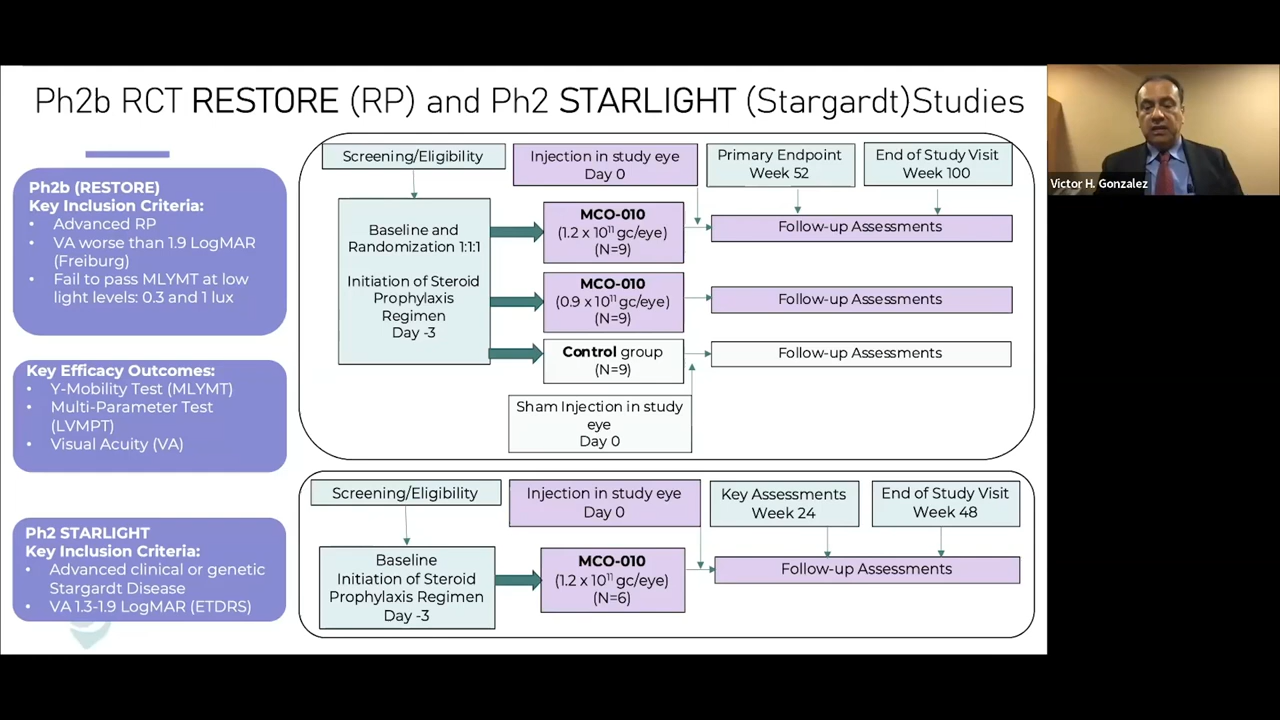 Ph2b RCT RESTORE (RP) and Ph2 STARLIGHT (Stargardt)Studies
Ph2b (RESTORE)
Key Inclusion Criteria:
• Advanced RP
• VA worse than 1.9 LogMAR
(Freiburg)
• Fail to pass MLYMT at low
light levels: 0.3 and 1 lux
Key Efficacy Outcomes:
• Y-Mobility Test (MLYMT)
• Multi-Parameter Test
(LVMPT)
• Visual Acuity (VA)
Ph2 STARLIGHT
Key Inclusion Criteria:
• Advanced clinical or genetic
Stargardt Disease
• VA 1.3-1.9 LogMAR (ETDRS)
Screening/Eligibility
Injection in study eye
Day 0
Primary Endpoint
Week 52
End of Study Visit
Week 100
Baseline and
Randomization 1:1:1
Initiation of Steroid
Prophylaxis
Regimen
Day -3
MCO-010
(1.2 x 10¹¹ gc/eye)
(N=9)
Follow-up Assessments
MCO-010
(0.9 x 10¹¹ gc/eye)
(N=9)
Follow-up Assessments
Control group
(N=9)
Follow-up Assessments
Sham Injection in study
eye
Day 0
Screening/Eligibility
Injection in study eye
Day 0
Key Assessments
Week 24
End of Study Visit
Week 48
Baseline
Initiation of Steroid
Prophylaxis Regimen
Day -3
MCO-010
(1.2 x 10¹¹ gc/eye)
(N=6)
Follow-up Assessments
Victor H. Gonzalez